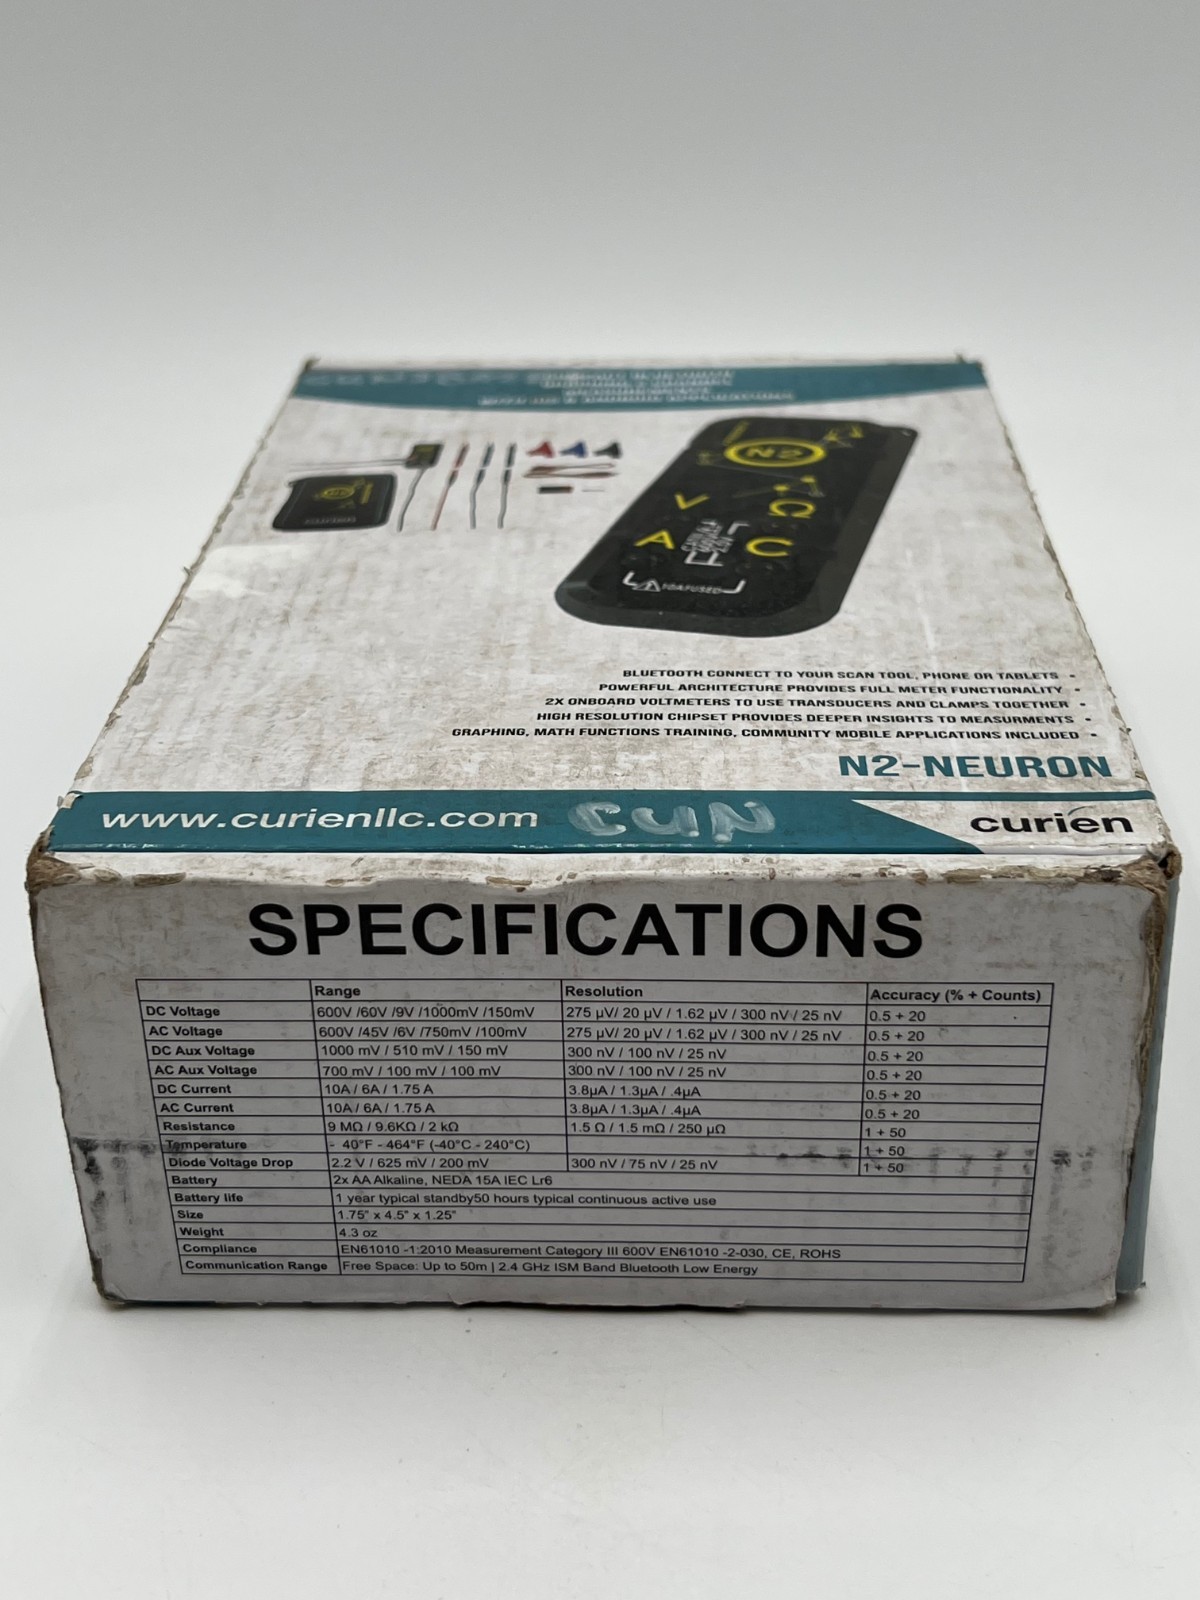 N2
V
Ω
A
C
10A FUSED
BLUETOOTH CONNECT TO YOUR SCAN TOOL, PHONE OR TABLETS -
POWERFUL ARCHITECTURE PROVIDES FULL METER FUNCTIONALITY -
2X ONBOARD VOLTMETERS TO USE TRANSDUCERS AND CLAMPS TOGETHER -
HIGH RESOLUTION CHIPSET PROVIDES DEEPER INSIGHTS TO MEASURMENTS -
GRAPHING, MATH FUNCTIONS TRAINING, COMMUNITY MOBILE APPLICATIONS INCLUDED -
N2-NEURON
www.curienllc.com CUN curien
SPECIFICATIONS
Range Resolution Accuracy (% + Counts)
DC Voltage 600V /60V /9V /1000mV /150mV 275 µV/ 20 µV / 1.62 µV / 300 nV / 25 nV 0.5 + 20
AC Voltage 600V /45V /6V /750mV /100mV 275 µV/ 20 µV / 1.62 µV / 300 nV / 25 nV 0.5 + 20
DC Aux Voltage 1000 mV / 510 mV / 150 mV 300 nV / 100 nV / 25 nV 0.5 + 20
AC Aux Voltage 700 mV / 100 mV / 100 mV 300 nV / 100 nV / 25 nV 0.5 + 20
DC Current 10A / 6A / 1.75 A 3.8µA / 1.3µA / .4µA 0.5 + 20
AC Current 10A / 6A / 1.75 A 3.8µA / 1.3µA / .4µA 0.5 + 20
Resistance 9 MΩ / 9.6KΩ / 2 kΩ 1.5 Ω / 1.5 mΩ / 250 µΩ 1 + 50
Temperature - 40°F - 464°F (-40°C - 240°C) 1 + 50
Diode Voltage Drop 2.2 V / 625 mV / 200 mV 300 nV / 75 nV / 25 nV 1 + 50
Battery 2x AA Alkaline, NEDA 15A IEC Lr6
Battery life 1 year typical standby50 hours typical continuous active use
Size 1.75" x 4.5" x 1.25"
Weight 4.3 oz
Compliance EN61010 -1:2010 Measurement Category III 600V EN61010 -2-030, CE, ROHS
Communication Range Free Space: Up to 50m | 2.4 GHz ISM Band Bluetooth Low Energy